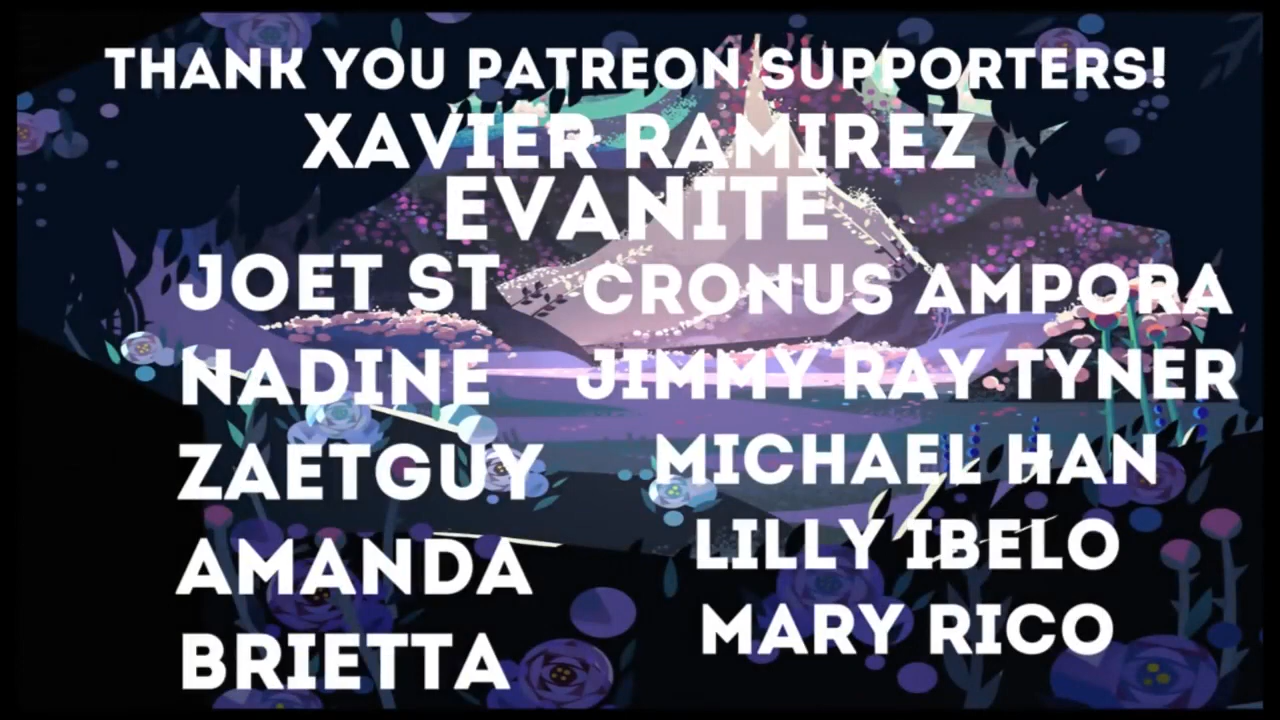 THANK YOU PATREON SUPPORTERS!
XAVIER RAMIREZ
EVANITE
JOET ST
NADINE
ZAETGUY
AMANDA
BRIETTA
CRONUS AMPORA
JIMMY RAY TYNER
MICHAEL HAN
LILLY IBELO
MARY RICO